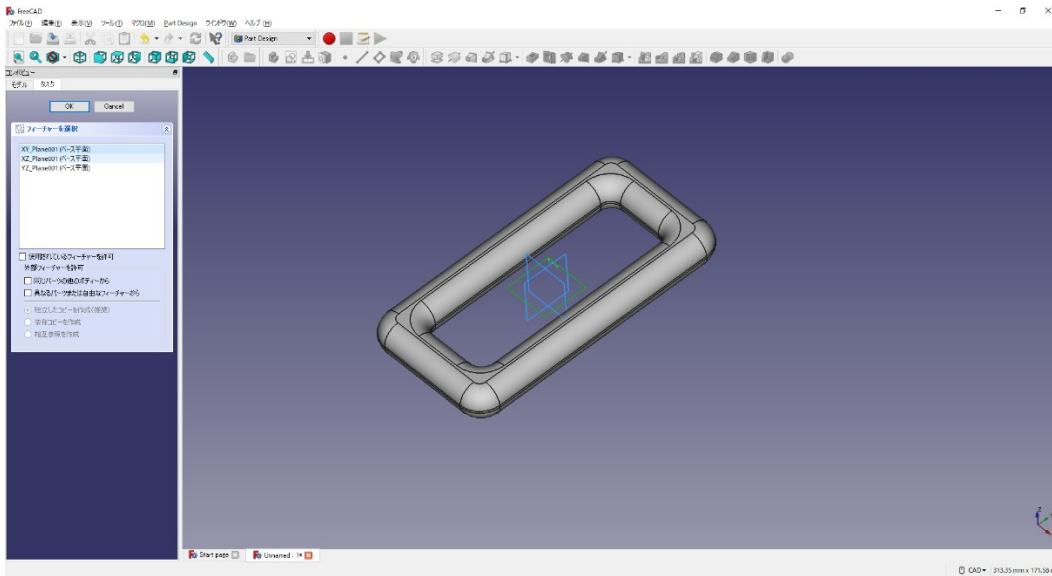 FreeCAD
ファイル(F) 編集(E) 表示(V) ツール(T) マクロ(M) Part Design ウインドウ(W) ヘルプ(H)
Part Design
コンボビュー
モデル タスク
OK Cancel
フィーチャーを選択
XY_Plane001 (ベース平面)
XZ_Plane001 (ベース平面)
YZ_Plane001 (ベース平面)
使用されているフィーチャーを許可
外部フィーチャーを許可
同じパーツの他のボディーから
異なるパーツまたは自由なフィーチャーから
独立したコピーを作成(推奨)
依存コピーを作成
相互参照を作成
Start page Unnamed : 1*
CAD 313.35 mm x 171.58